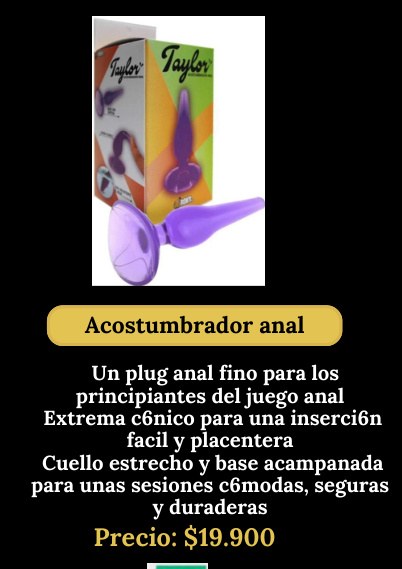 Taylor
Taylor
Acostumbrador anal
Un plug anal fino para los
principiantes del juego anal
Extrema c6nico para una inserci6n
facil y placentera
Cuello estrecho y base acampanada
para unas sesiones c6modas, seguras
y duraderas
Precio: $19.900